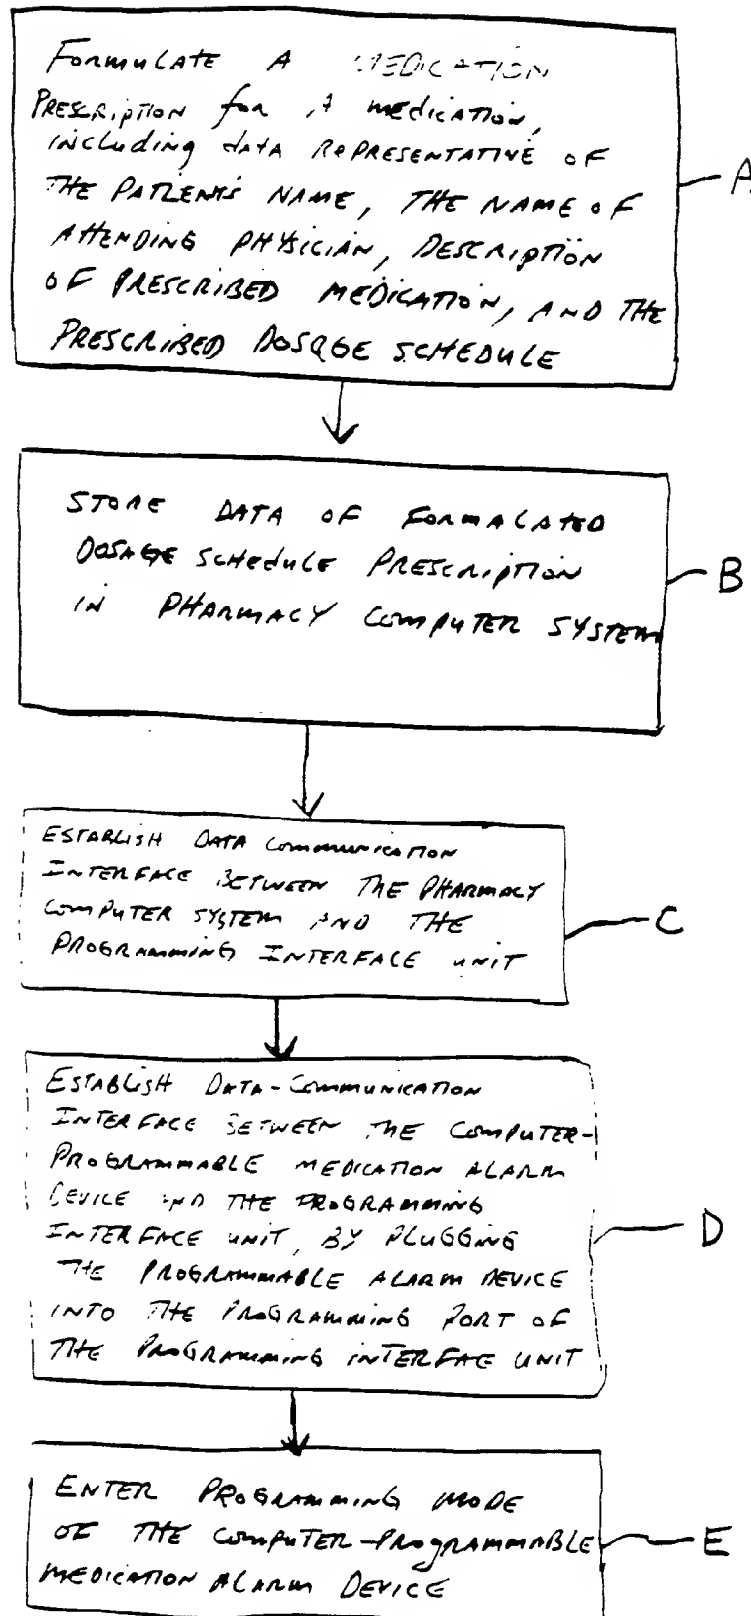 FORMULATE A MEDICATION
PRESCRIPTION for A MEDICATION,
including dATA REPRESENTATIVE OF
THE PATIENTS NAME, THE NAME OF
ATTENDING PHYSICIAN, DESCRIPTION
OF PRESCRIBED MEDICATION, AND THE
PRESCRIBED DOSAGE SCHEDULE
A
STORE DATA OF FORMALATED
DOSAGE SCHEDULE PRESCRIPTION
IN PHARMACY COMPUTER SYSTEM
B
ESTABLISH DATA COMMUNICATION
INTERFACE BETWEEN THE PHARMACY
COMPUTER SYSTEM AND THE
PROGRAMMING INTERFACE UNIT
C
ESTABLISH DATA-COMMUNICATION
INTERFACE BETWEEN THE COMPUTER-
PROGRAMMABLE MEDICATION ALARM
DEVICE AND THE PROGRAMMING
INTERFACE UNIT, BY PLUGGING
THE PROGRAMMABLE ALARM DEVICE
INTO THE PROGRAMMING PORT OF
THE PROGRAMMING INTERFACE UNIT
D
ENTER PROGRAMMING MODE
OF THE COMPUTER-PROGRAMMABLE
MEDICATION ALARM DEVICE
E